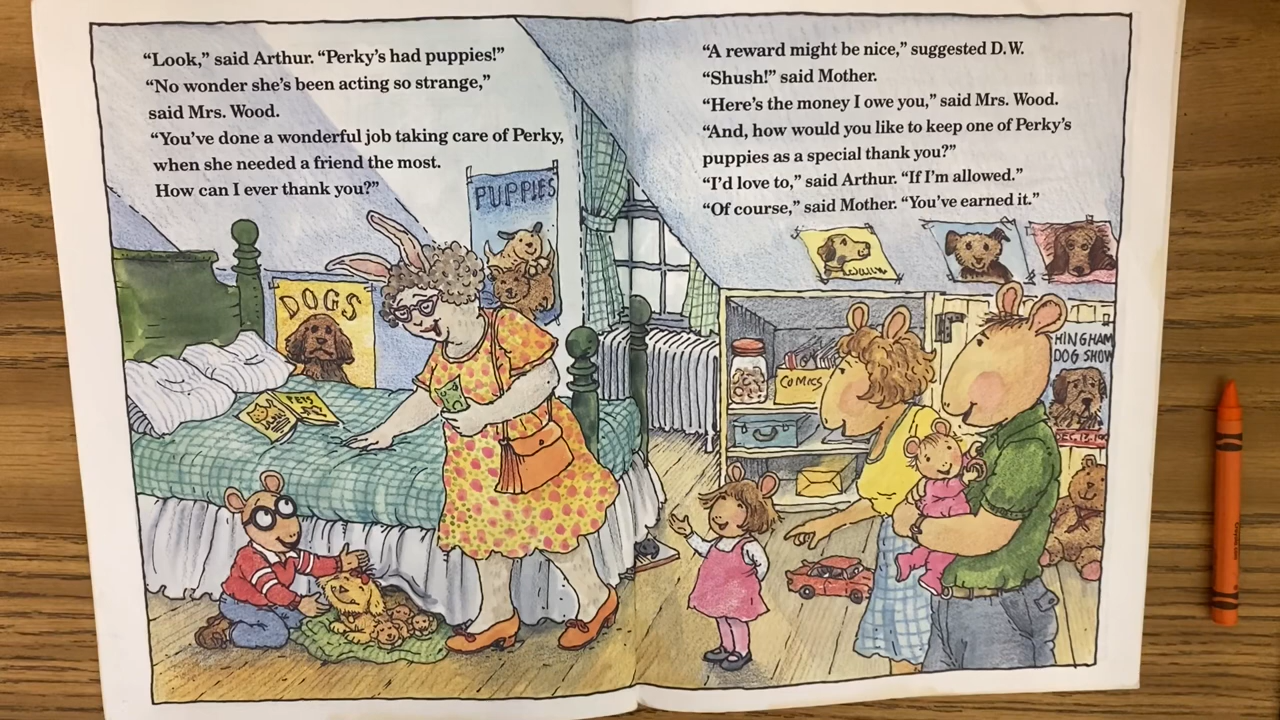 “Look,” said Arthur. “Perky’s had puppies!”
“No wonder she’s been acting so strange,”
said Mrs. Wood.
“You’ve done a wonderful job taking care of Perky,
when she needed a friend the most.
How can I ever thank you?”
PUPPIES
DOGS
PETS
“A reward might be nice,” suggested D.W.
“Shush!” said Mother.
“Here’s the money I owe you,” said Mrs. Wood.
“And, how would you like to keep one of Perky’s
puppies as a special thank you?”
“I’d love to,” said Arthur. “If I’m allowed.”
“Of course,” said Mother. “You’ve earned it.”
COMICS
HINGHAM
DOG SHOW
DEC. 12